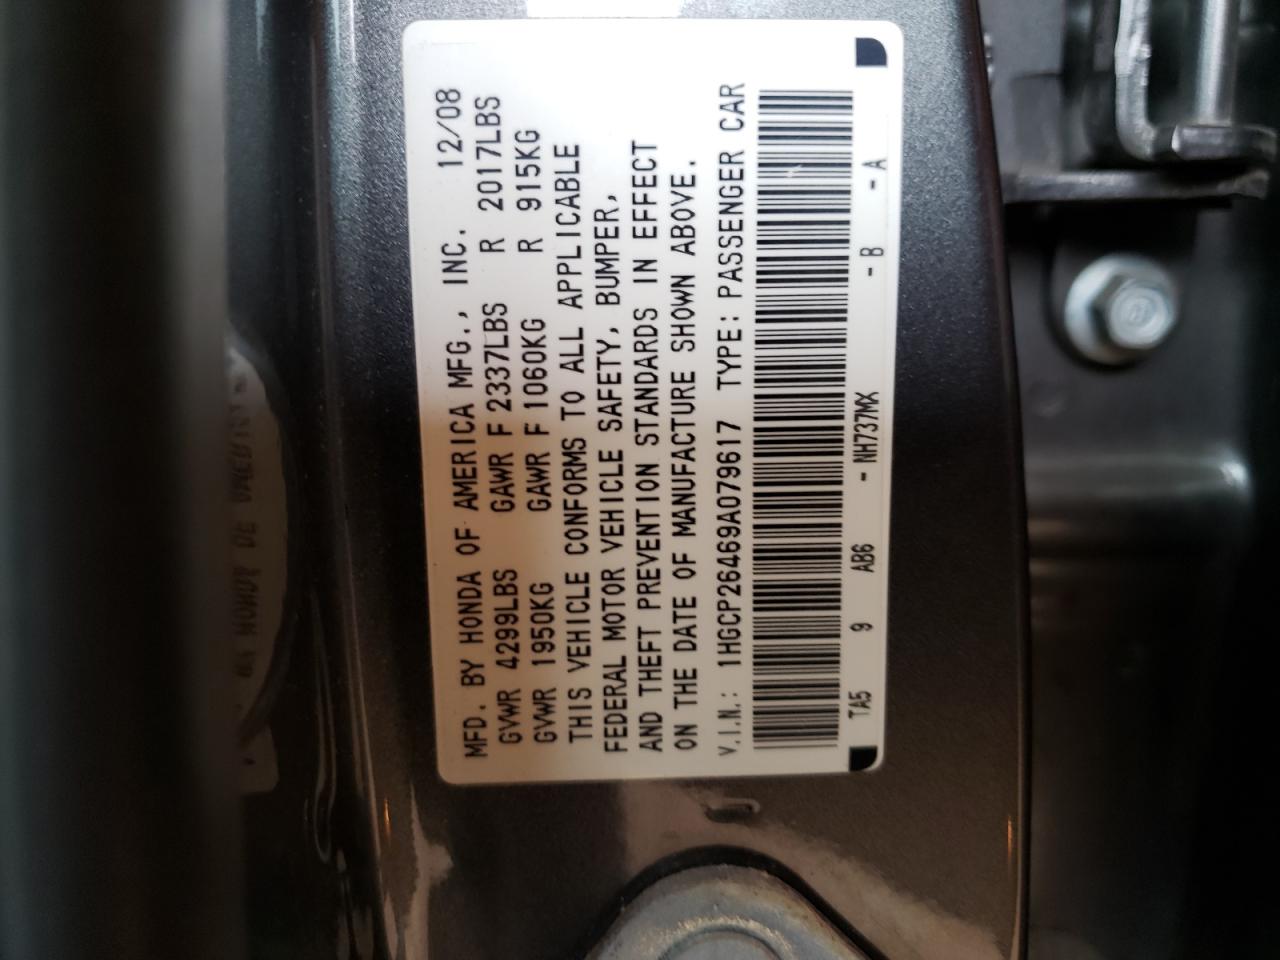 MFD. BY HONDA OF AMERICA MFG., INC. 12/08
GVWR 4299LBS GAWR F 2337LBS R 2017LBS
GVWR 1950KG GAWR F 1060KG R 915KG
THIS VEHICLE CONFORMS TO ALL APPLICABLE
FEDERAL MOTOR VEHICLE SAFETY, BUMPER,
AND THEFT PREVENTION STANDARDS IN EFFECT
ON THE DATE OF MANUFACTURE SHOWN ABOVE.
V.I.N.: 1HGCP26469A079617 TYPE: PASSENGER CAR
TA5 9 AB6 - NH737MX - B - A